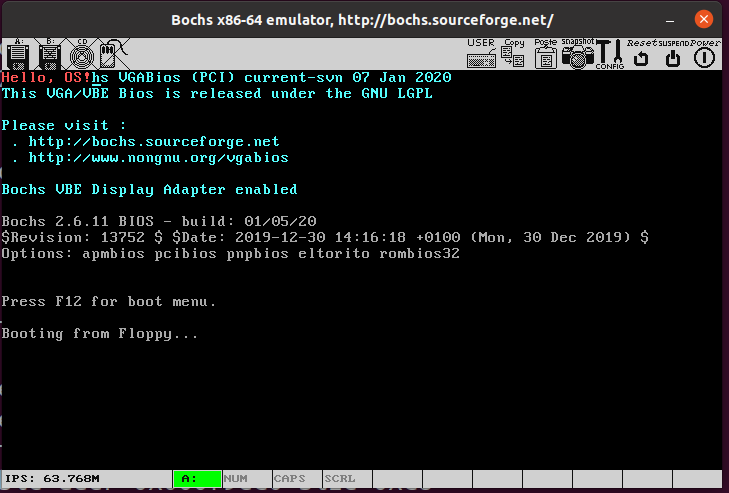 Bochs x86-64 emulator, http://bochs.sourceforge.net/
A: B: CD USER Copy Paste snapshot CONFIG Reset SUSPEND Power
Hello, OS!hs VGABios (PCI) current-svn 07 Jan 2020
This VGA/VBE Bios is released under the GNU LGPL
Please visit :
. http://bochs.sourceforge.net
. http://www.nongnu.org/vgabios
Bochs VBE Display Adapter enabled
Bochs 2.6.11 BIOS - build: 01/05/20
$Revision: 13752 $ $Date: 2019-12-30 14:16:18 +0100 (Mon, 30 Dec 2019) $
Options: apmbios pcibios pnpbios eltorito rombios32
Press F12 for boot menu.
Booting from Floppy...
IPS: 63.768M A: NUM CAPS SCRL